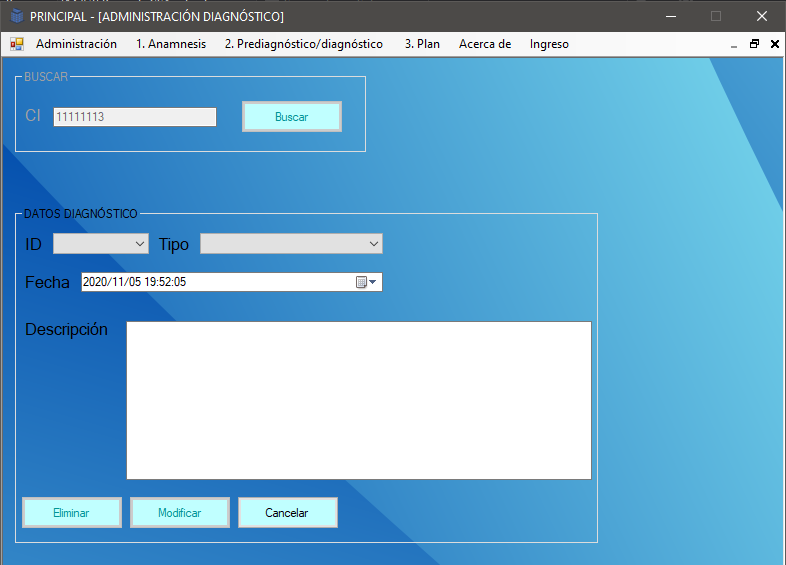 PRINCIPAL - [ADMINISTRACIÓN DIAGNÓSTICO]
Administración 1. Anamnesis 2. Prediagnóstico/diagnóstico 3. Plan Acerca de Ingreso
BUSCAR
CI 11111113 Buscar
DATOS DIAGNÓSTICO
ID Tipo
Fecha 2020/11/05 19:52:05
Descripción
Eliminar Modificar Cancelar